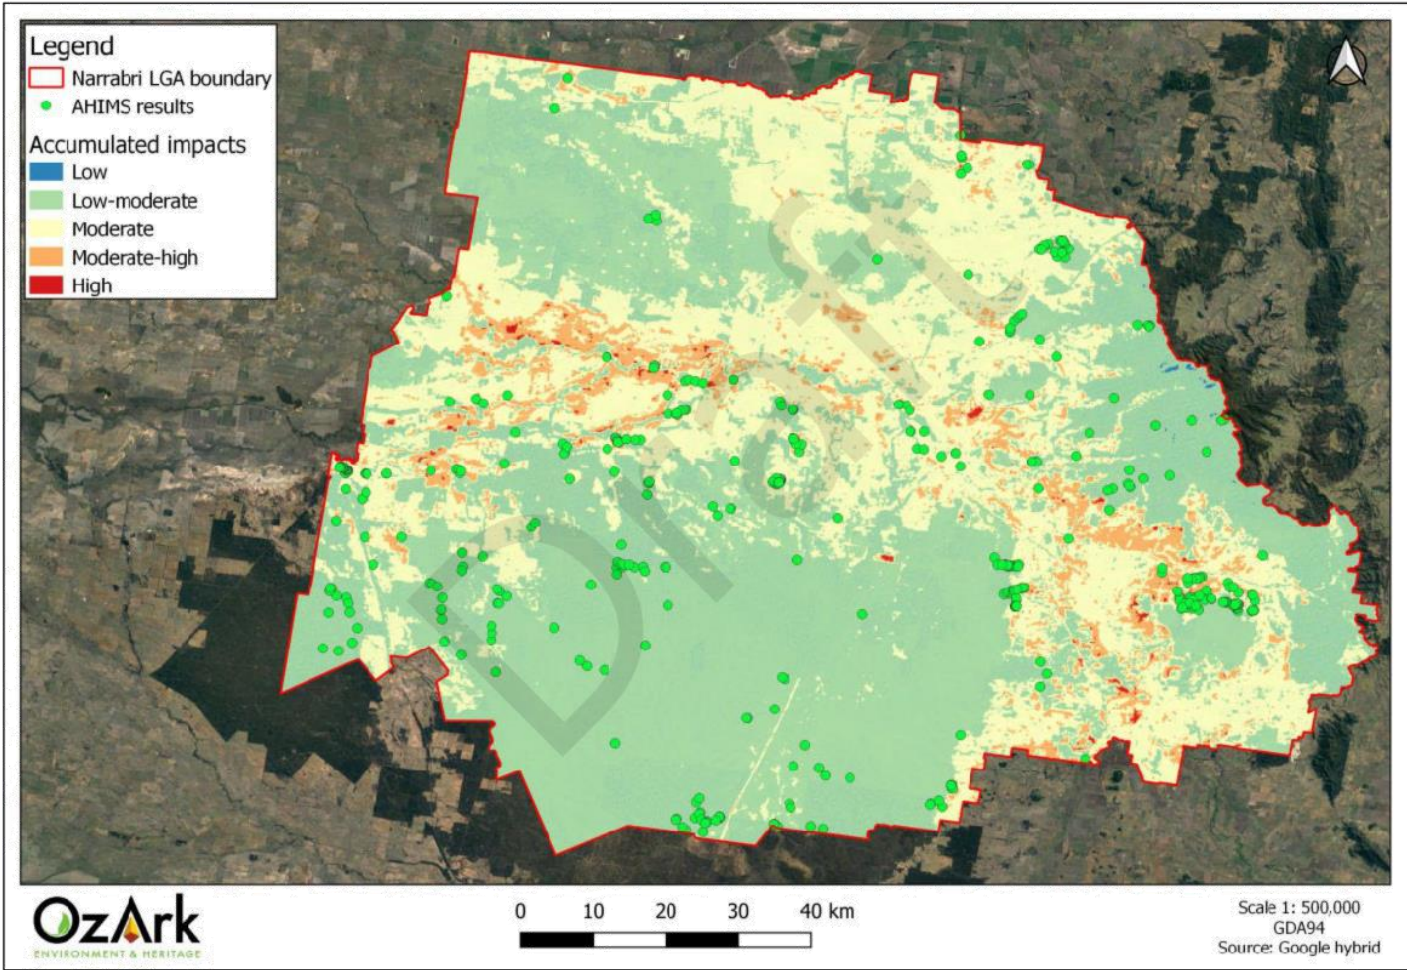 Legend
Narrabri LGA boundary
AHIMS results
Accumulated impacts
Low
Low-moderate
Moderate
Moderate-high
High
Draft
OzArk
ENVIRONMENT & HERITAGE
0 10 20 30 40 km
Scale 1: 500,000
GDA94
Source: Google hybrid